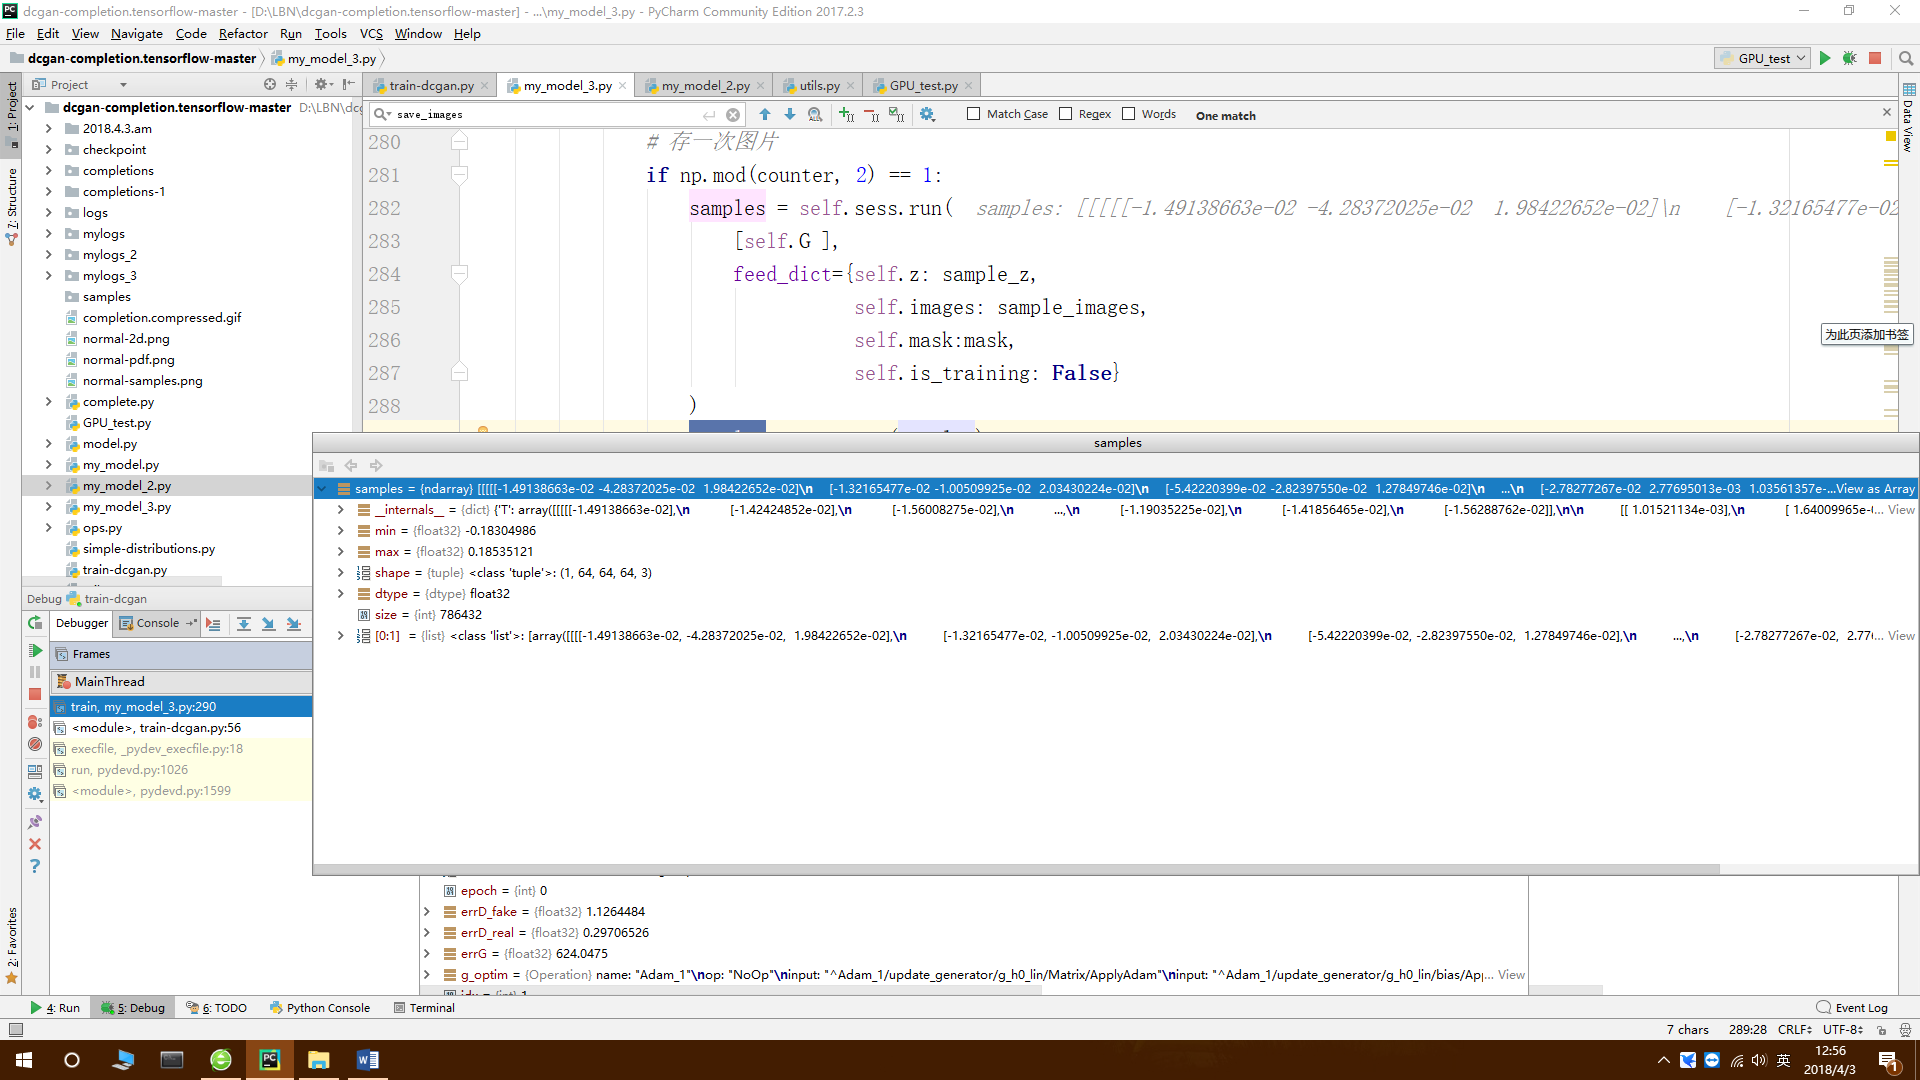 dcgan-completion.tensorflow-master - [D:\LBN\dcgan-completion.tensorflow-master] - ...\my_model_3.py - PyCharm Community Edition 2017.2.3
File Edit View Navigate Code Refactor Run Tools VCS Window Help
dcgan-completion.tensorflow-master my_model_3.py GPU_test
Project
train-dcgan.py my_model_3.py my_model_2.py utils.py GPU_test.py
save_images Match Case Regex Words One match
1: Project
7: Structure
2: Favorites
Data View
dcgan-completion.tensorflow-master D:\LBN\dcg
2018.4.3.am
checkpoint
completions
completions-1
logs
mylogs
mylogs_2
mylogs_3
samples
completion.compressed.gif
normal-2d.png
normal-pdf.png
normal-samples.png
complete.py
GPU_test.py
model.py
my_model.py
my_model_2.py
my_model_3.py
ops.py
simple-distributions.py
train-dcgan.py
280 # 存一次图片
281 if np.mod(counter, 2) == 1:
282 samples = self.sess.run( samples: [[[[[-1.49138663e-02 -4.28372025e-02 1.98422652e-02]\n [-1.32165477e-02
283 [self.G ],
284 feed_dict={self.z: sample_z,
285 self.images: sample_images,
286 self.mask:mask,
287 self.is_training: False}
288 )
为此页添加书签
samples
samples = {ndarray} [[[[[-1.49138663e-02 -4.28372025e-02 1.98422652e-02]\n [-1.32165477e-02 -1.00509925e-02 2.03430224e-02]\n [-5.42220399e-02 -2.82397550e-02 1.27849746e-02]\n ...\n [-2.78277267e-02 2.77695013e-03 1.03561357e-...View as Array
__internals__ = {dict} {'T': array([[[[[[-1.49138663e-02],\n [-1.42424852e-02],\n [-1.56008275e-02],\n ...,\n [-1.19035225e-02],\n [-1.41856465e-02],\n [-1.56288762e-02]],\n\n [[ 1.01521134e-03],\n [ 1.64009965e-(... View
min = {float32} -0.18304986
max = {float32} 0.18535121
shape = {tuple} <class 'tuple'>: (1, 64, 64, 64, 3)
dtype = {dtype} float32
size = {int} 786432
[0:1] = {list} <class 'list'>: [array([[[[-1.49138663e-02, -4.28372025e-02, 1.98422652e-02],\n [-1.32165477e-02, -1.00509925e-02, 2.03430224e-02],\n [-5.42220399e-02, -2.82397550e-02, 1.27849746e-02],\n ...,\n [-2.78277267e-02, 2.77(... View
Debug train-dcgan
Debugger Console
Frames
MainThread
train, my_model_3.py:290
<module>, train-dcgan.py:56
execfile, _pydev_execfile.py:18
run, pydevd.py:1026
<module>, pydevd.py:1599
epoch = {int} 0
errD_fake = {float32} 1.1264484
errD_real = {float32} 0.29706526
errG = {float32} 624.0475
g_optim = {Operation} name: "Adam_1"\nop: "NoOp"\ninput: "^Adam_1/update_generator/g_h0_lin/Matrix/ApplyAdam"\ninput: "^Adam_1/update_generator/g_h0_lin/bias/Ap... View
4: Run 5: Debug 6: TODO Python Console Terminal Event Log
7 chars 289:28 CRLF UTF-8
英 12:56
2018/4/3